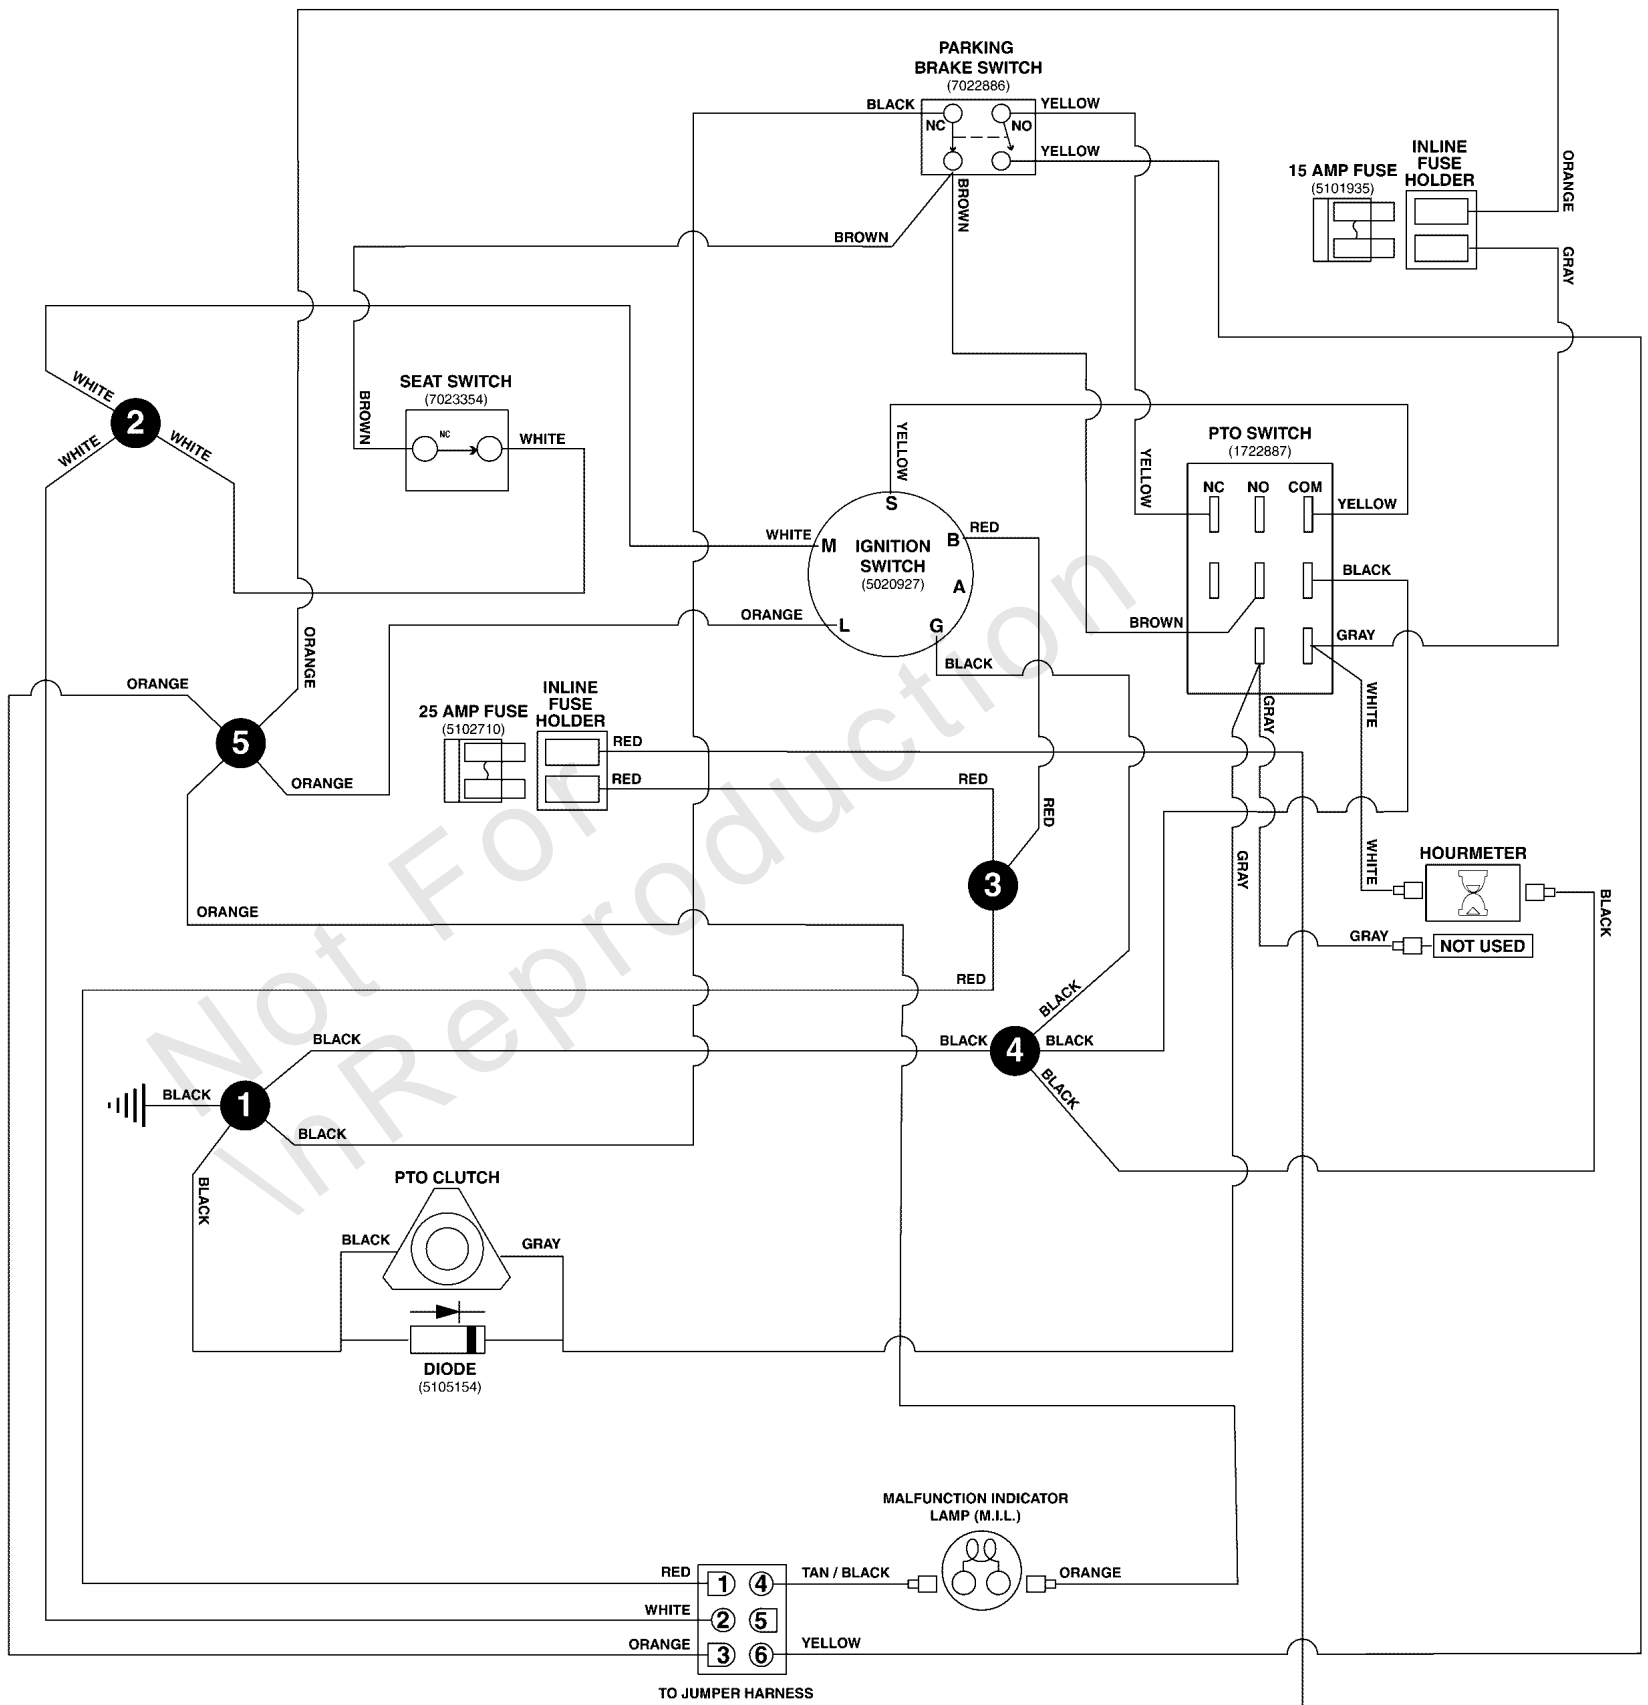 PARKING
BRAKE SWITCH
(7022886)
BLACK
YELLOW
NC
NO
YELLOW
BROWN
BROWN
15 AMP FUSE
(5101935)
INLINE
FUSE
HOLDER
ORANGE
GRAY
WHITE
2
WHITE
WHITE
SEAT SWITCH
(7023354)
BROWN
NC
WHITE
YELLOW
YELLOW
PTO SWITCH
(1722887)
NC
NO
COM
YELLOW
BLACK
BROWN
GRAY
GRAY
WHITE
S
RED
WHITE
M
IGNITION
SWITCH
(5020927)
B
A
ORANGE
L
G
BLACK
ORANGE
ORANGE
5
ORANGE
ORANGE
25 AMP FUSE
(5102710)
INLINE
FUSE
HOLDER
RED
RED
RED
RED
3
RED
GRAY
WHITE
HOURMETER
BLACK
GRAY
NOT USED
BLACK
BLACK
4
BLACK
BLACK
BLACK
BLACK
1
BLACK
BLACK
PTO CLUTCH
BLACK
GRAY
DIODE
(5105154)
MALFUNCTION INDICATOR
LAMP (M.I.L.)
RED
1
4
TAN / BLACK
ORANGE
WHITE
2
5
ORANGE
3
6
YELLOW
TO JUMPER HARNESS
Not For
\nReproduction